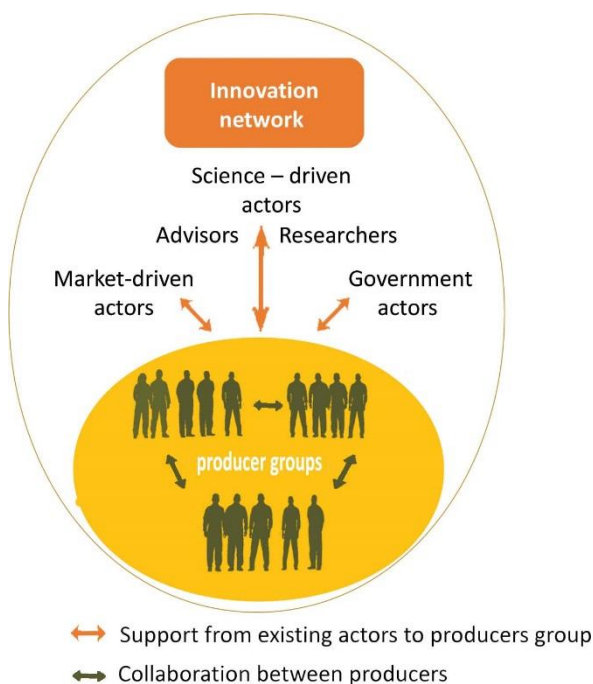 Innovation
network
Science – driven
actors
Advisors Researchers
Market-driven
actors
Government
actors
producer groups
Support from existing actors to producers group
Collaboration between producers